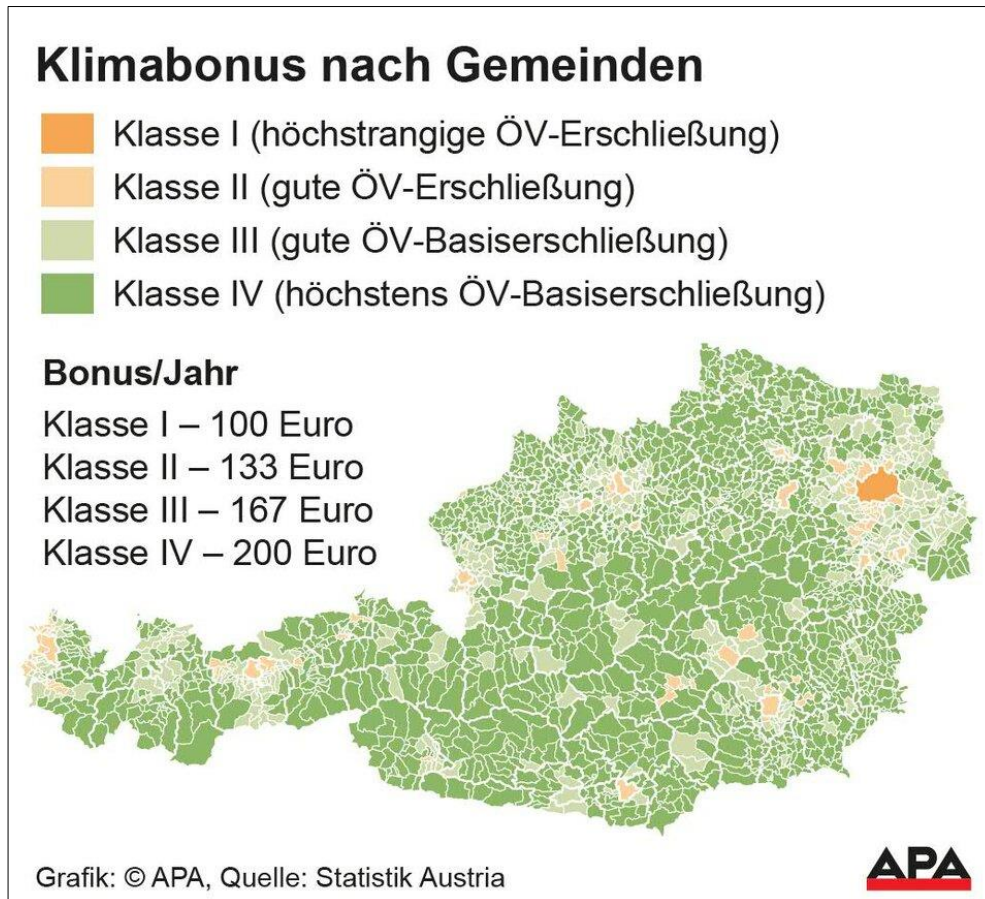 Klimabonus nach Gemeinden
Klasse I (höchstrangige ÖV-Erschließung)
Klasse II (gute ÖV-Erschließung)
Klasse III (gute ÖV-Basiserschließung)
Klasse IV (höchstens ÖV-Basiserschließung)
Bonus/Jahr
Klasse I – 100 Euro
Klasse II – 133 Euro
Klasse III – 167 Euro
Klasse IV – 200 Euro
Grafik: © APA, Quelle: Statistik Austria
APA